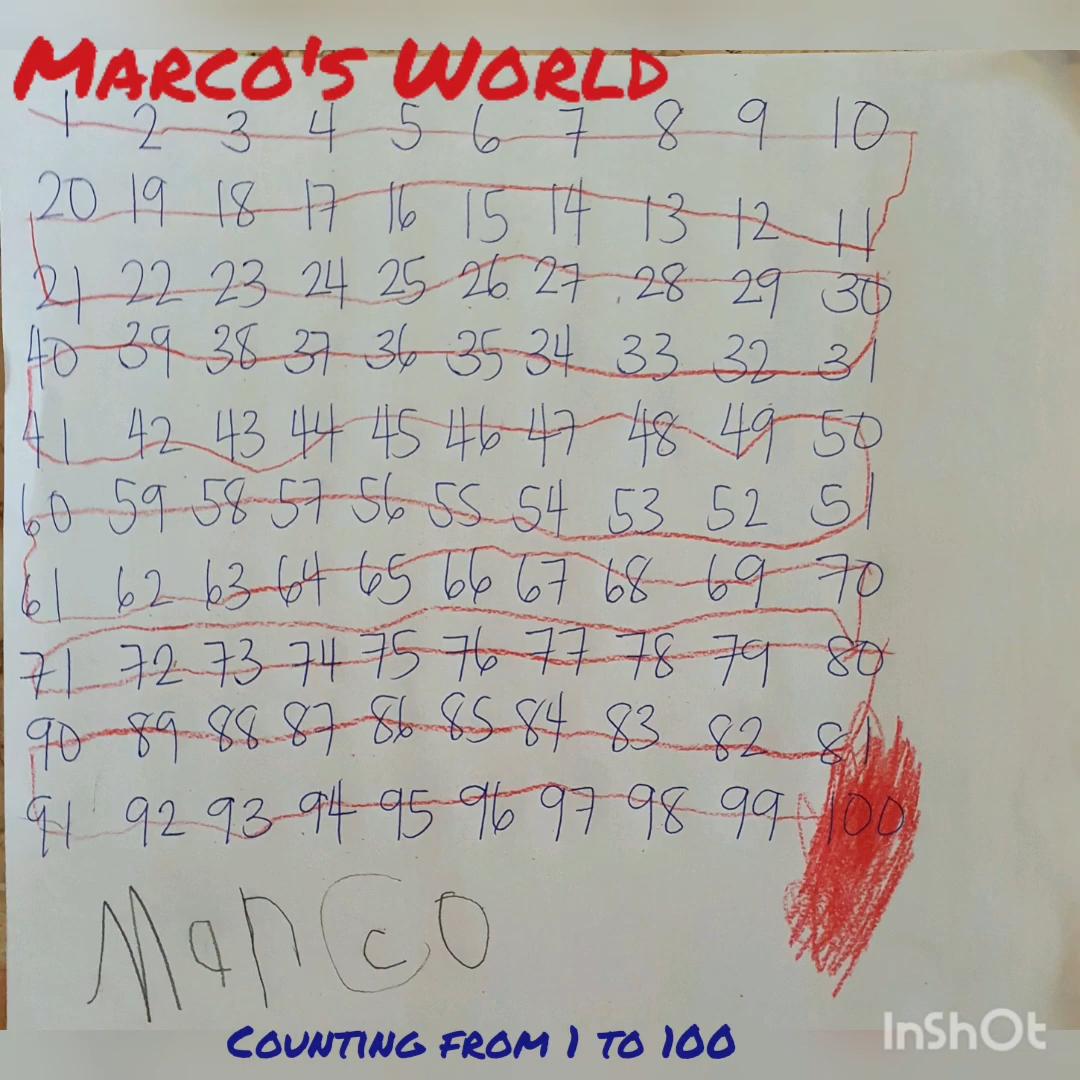 MARCO'S WORLD
1 2 3 4 5 6 7 8 9 10
20 19 18 17 16 15 14 13 12 11
21 22 23 24 25 26 27 28 29 30
40 39 38 37 36 35 34 33 32 31
41 42 43 44 45 46 47 48 49 50
60 59 58 57 56 55 54 53 52 51
61 62 63 64 65 66 67 68 69 70
71 72 73 74 75 76 77 78 79 80
90 89 88 87 86 85 84 83 82 81
91 92 93 94 95 96 97 98 99 100
Marco
COUNTING FROM 1 TO 100
InShOt